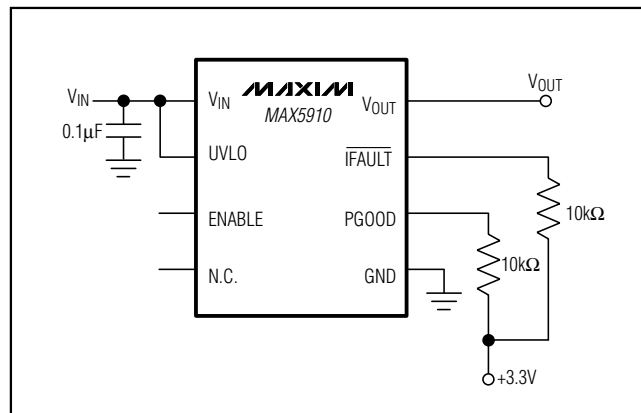 V_IN
0.1μF
V_IN
UVLO
ENABLE
N.C.
MAXIM
MAX5910
V_OUT
IFAULT
PGOOD
GND
V_OUT
10kΩ
10kΩ
+3.3V